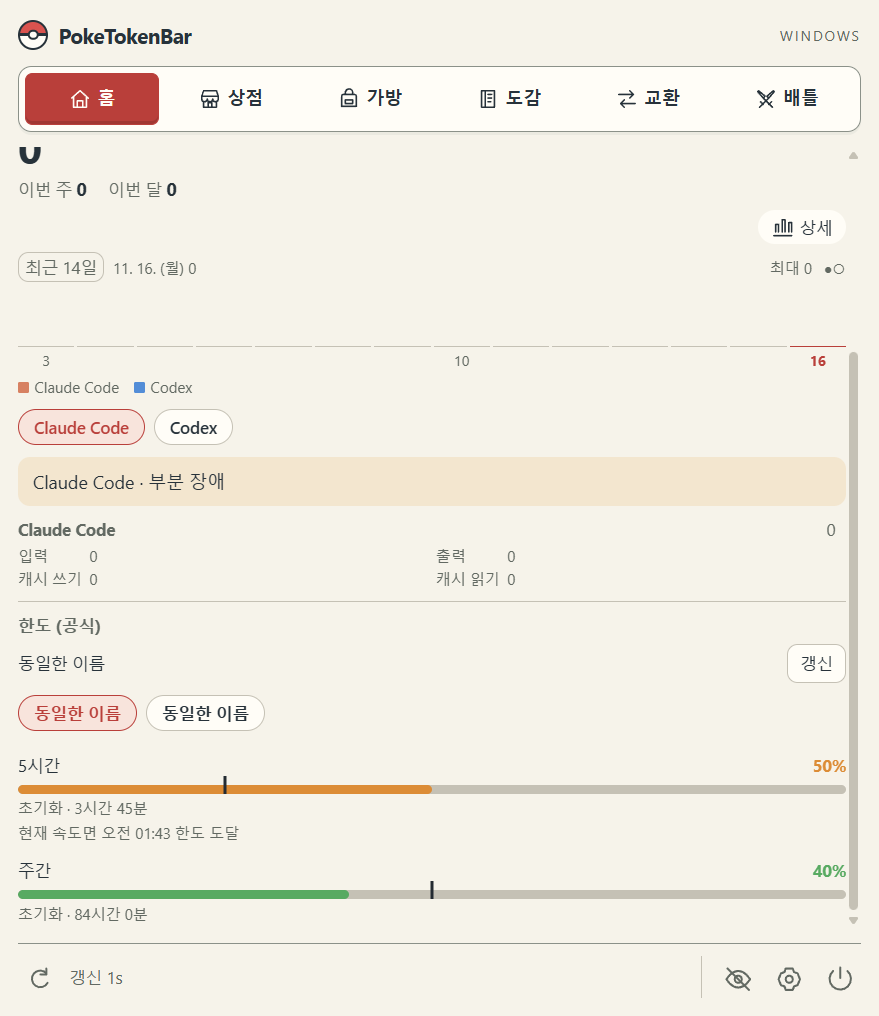 PokeTokenBar
WINDOWS
홈 상점 가방 도감 교환 배틀
0
이번 주 0 이번 달 0
상세
최근 14일 11. 16. (월) 0 최대 0
3 10 16
Claude Code Codex
Claude Code Codex
Claude Code · 부분 장애
Claude Code 0
입력 0 출력 0
캐시 쓰기 0 캐시 읽기 0
한도 (공식)
동일한 이름 갱신
동일한 이름 동일한 이름
5시간 50%
초기화 · 3시간 45분
현재 속도면 오전 01:43 한도 도달
주간 40%
초기화 · 84시간 0분
갱신 1s